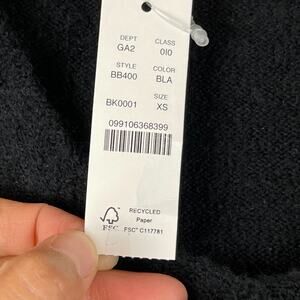 DEPT CLASS
GA2 010
STYLE COLOR
BB400 BLA
SIZE
BK0001 XS
099106368399
RECYCLED
Paper
FSC
FSC® C117781